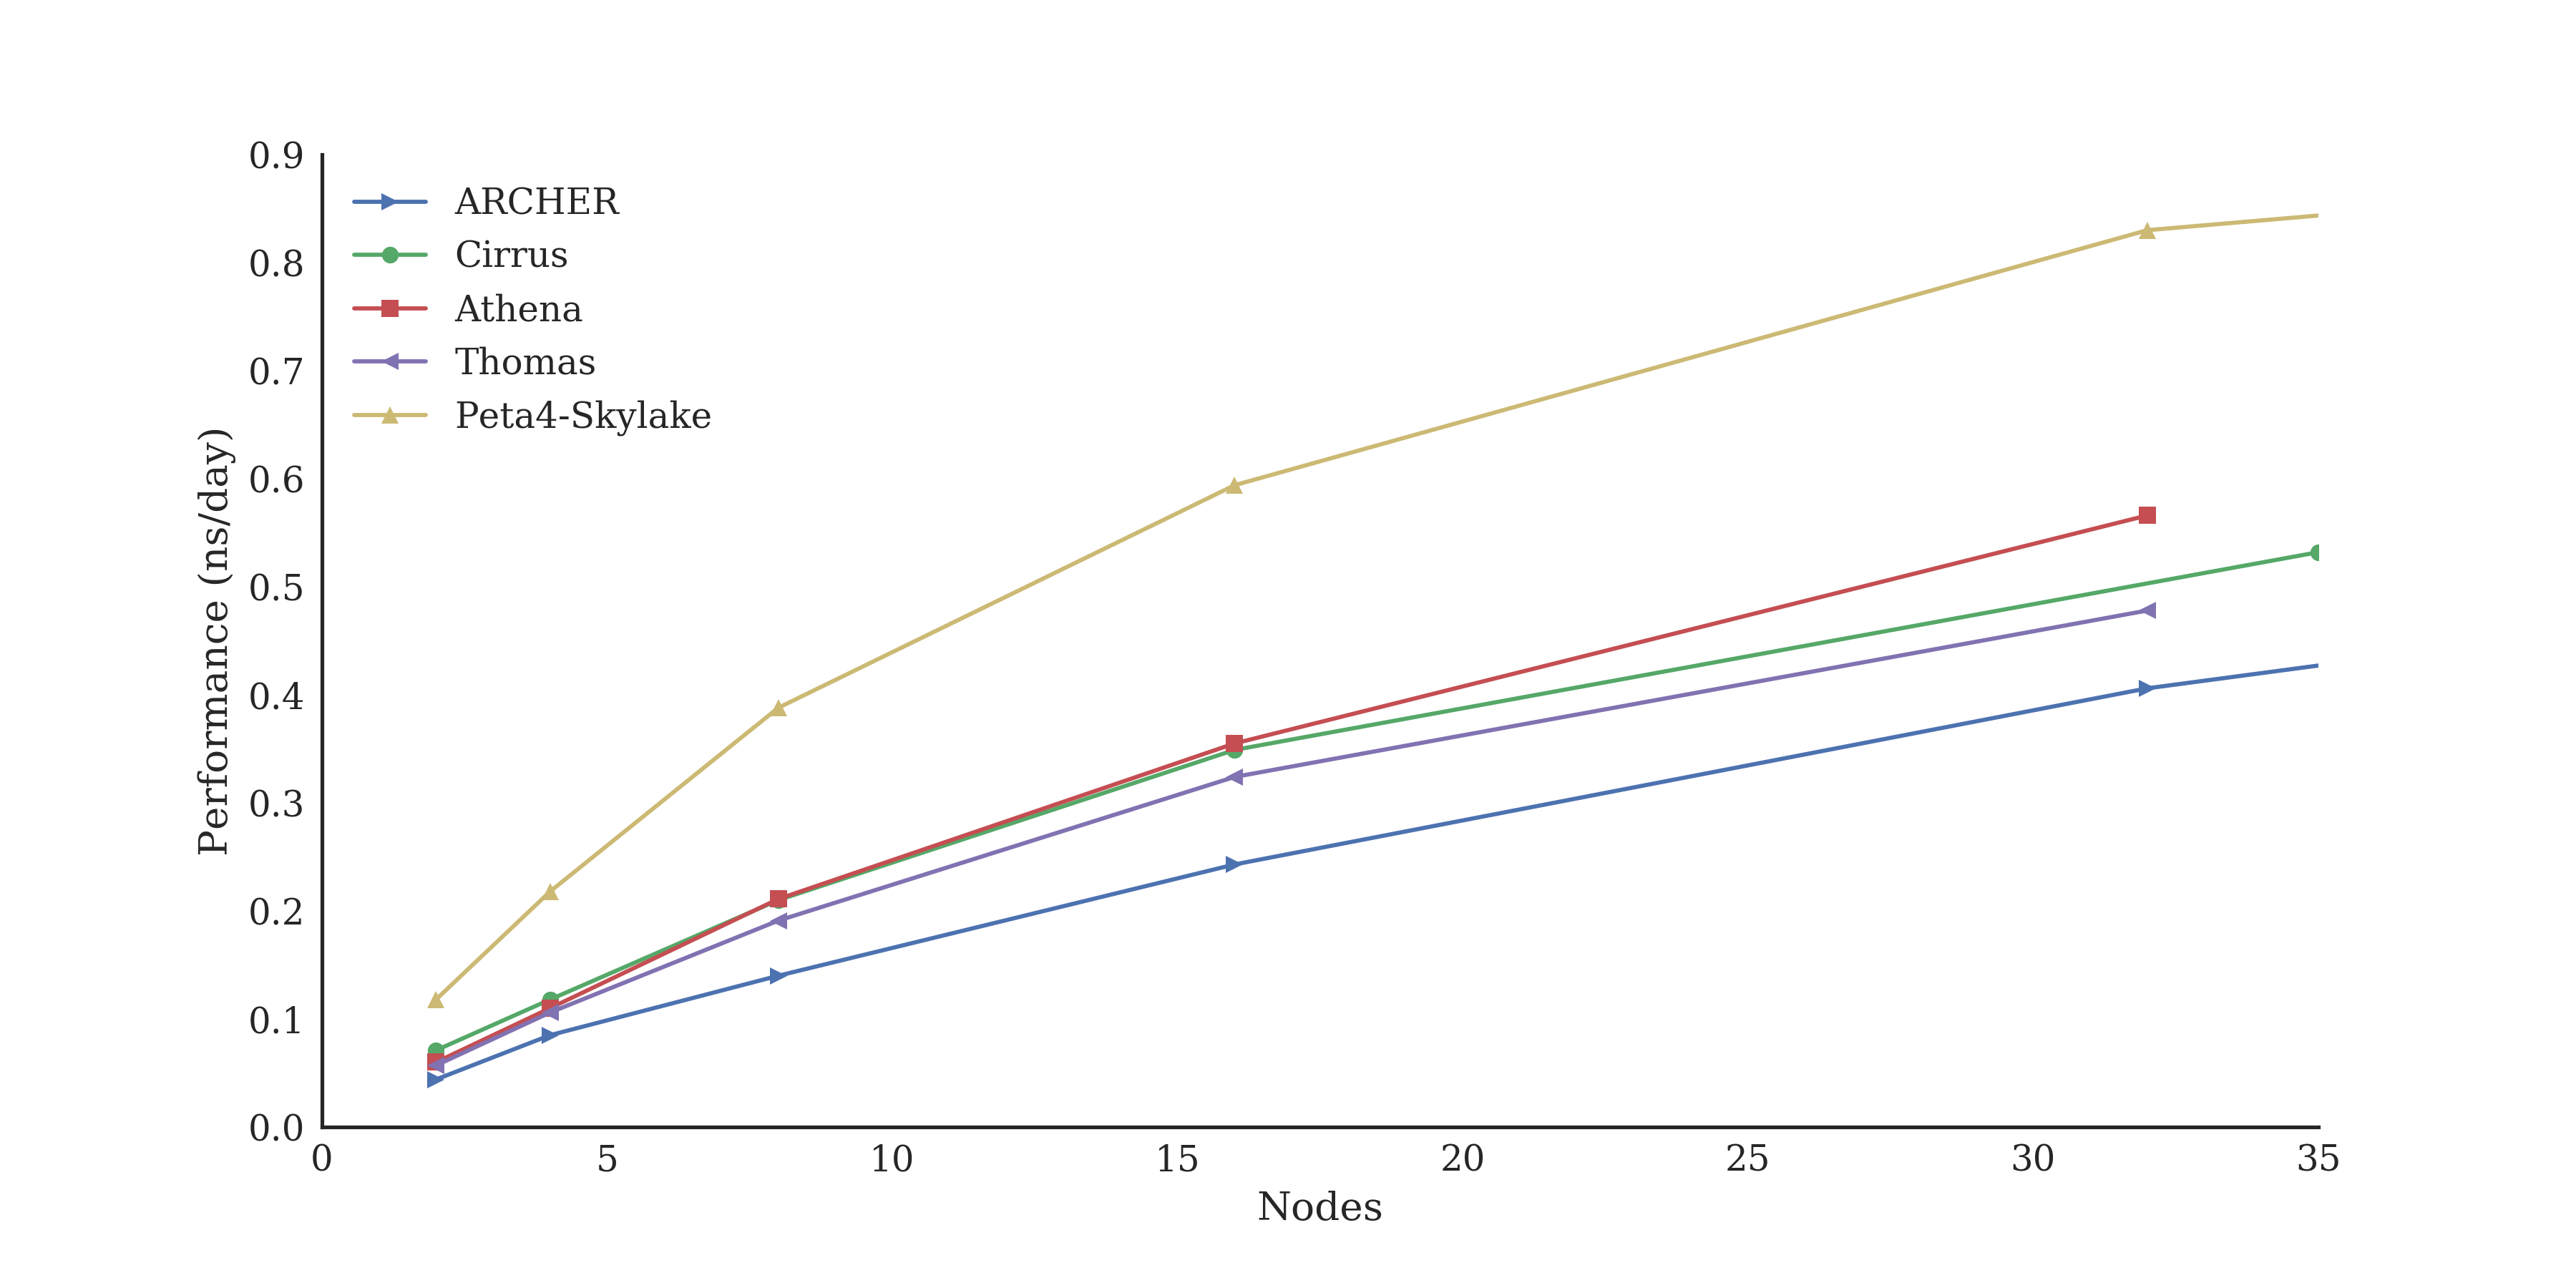 0.9
0.8
0.7
0.6
0.5
0.4
0.3
0.2
0.1
0.0
Performance (ns/day)
ARCHER
Cirrus
Athena
Thomas
Peta4-Skylake
0 5 10 15 20 25 30 35
Nodes